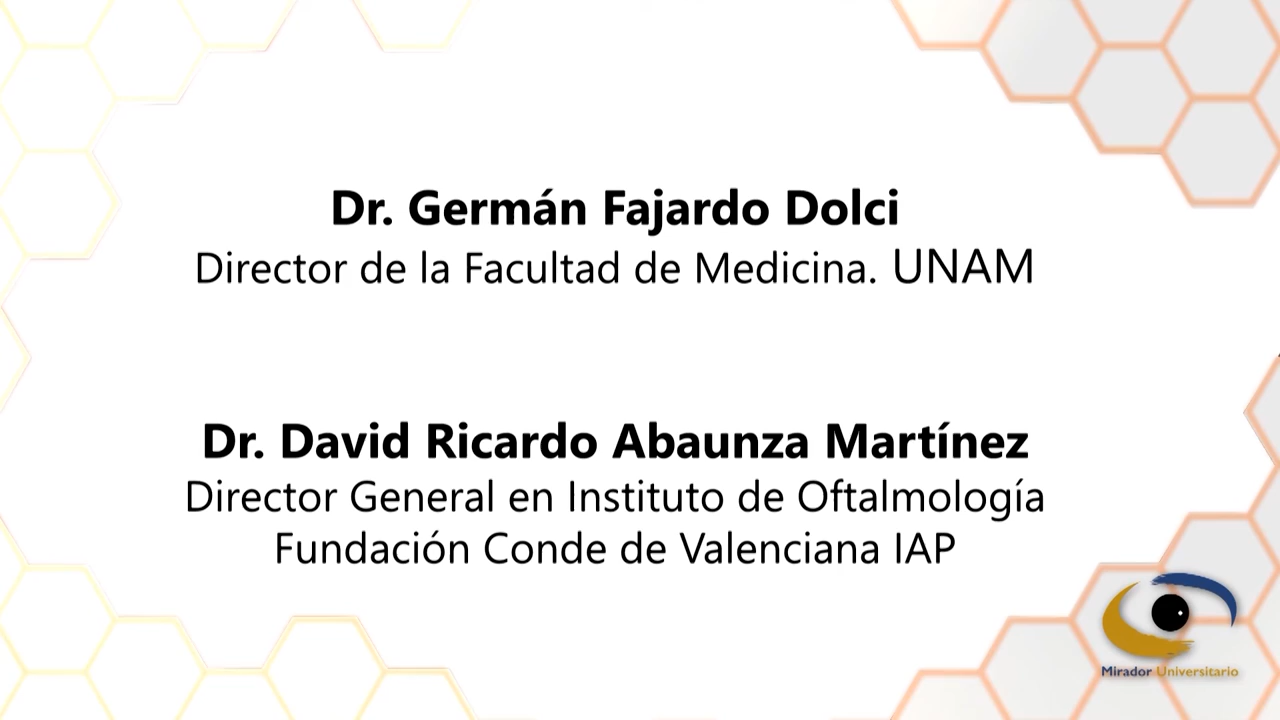 Dr. Germán Fajardo Dolci
Director de la Facultad de Medicina. UNAM
Dr. David Ricardo Abaunza Martínez
Director General en Instituto de Oftalmología
Fundación Conde de Valenciana IAP
Mirador Universitario